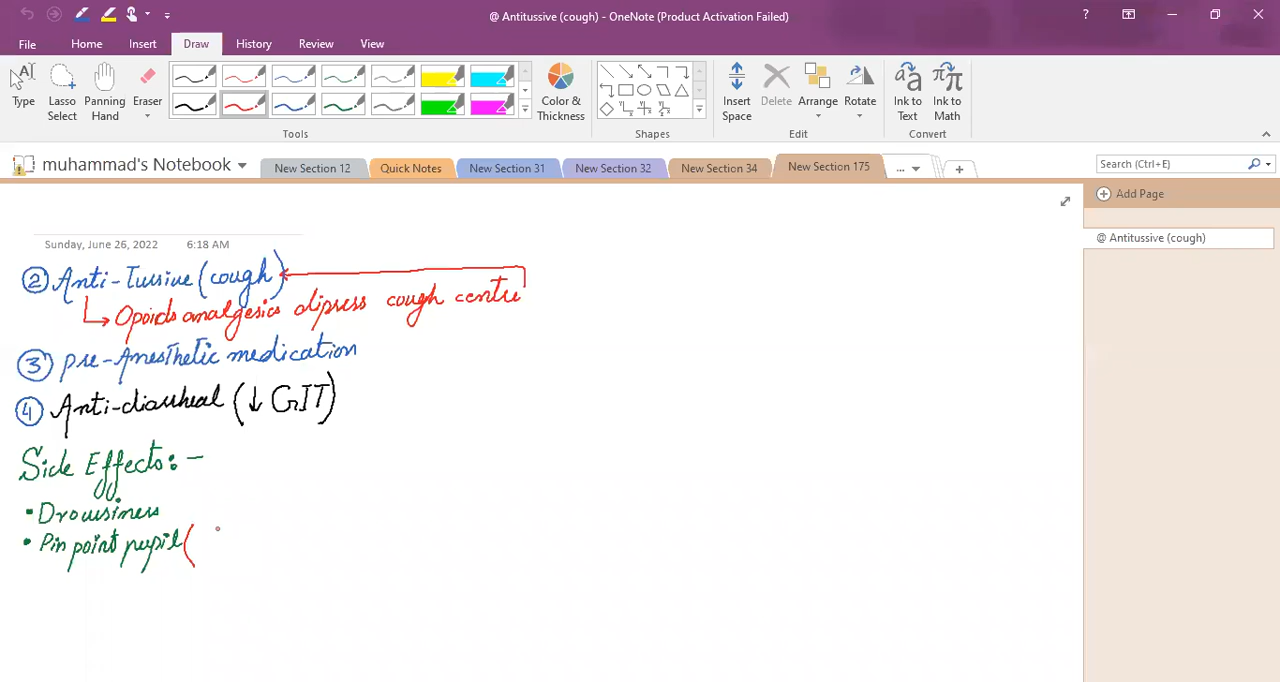 @ Antitussive (cough) - OneNote (Product Activation Failed)
?
File Home Insert Draw History Review View
Type Lasso Select Panning Hand Eraser Color & Thickness Insert Space Delete Arrange Rotate Ink to Text Ink to Math
Tools Shapes Edit Convert
muhammad's Notebook New Section 12 Quick Notes New Section 31 New Section 32 New Section 34 New Section 175 ... + Search (Ctrl+E)
Add Page
@ Antitussive (cough)
Sunday, June 26, 2022 6:18 AM
② Anti-Tussive (cough)
Opoids analgesics dipress cough centre
③ pre-Anesthetic medication
④ Anti-diarrheal (↓ GIT)
Side Effects:-
• Drowsiness
• Pin point pupil (